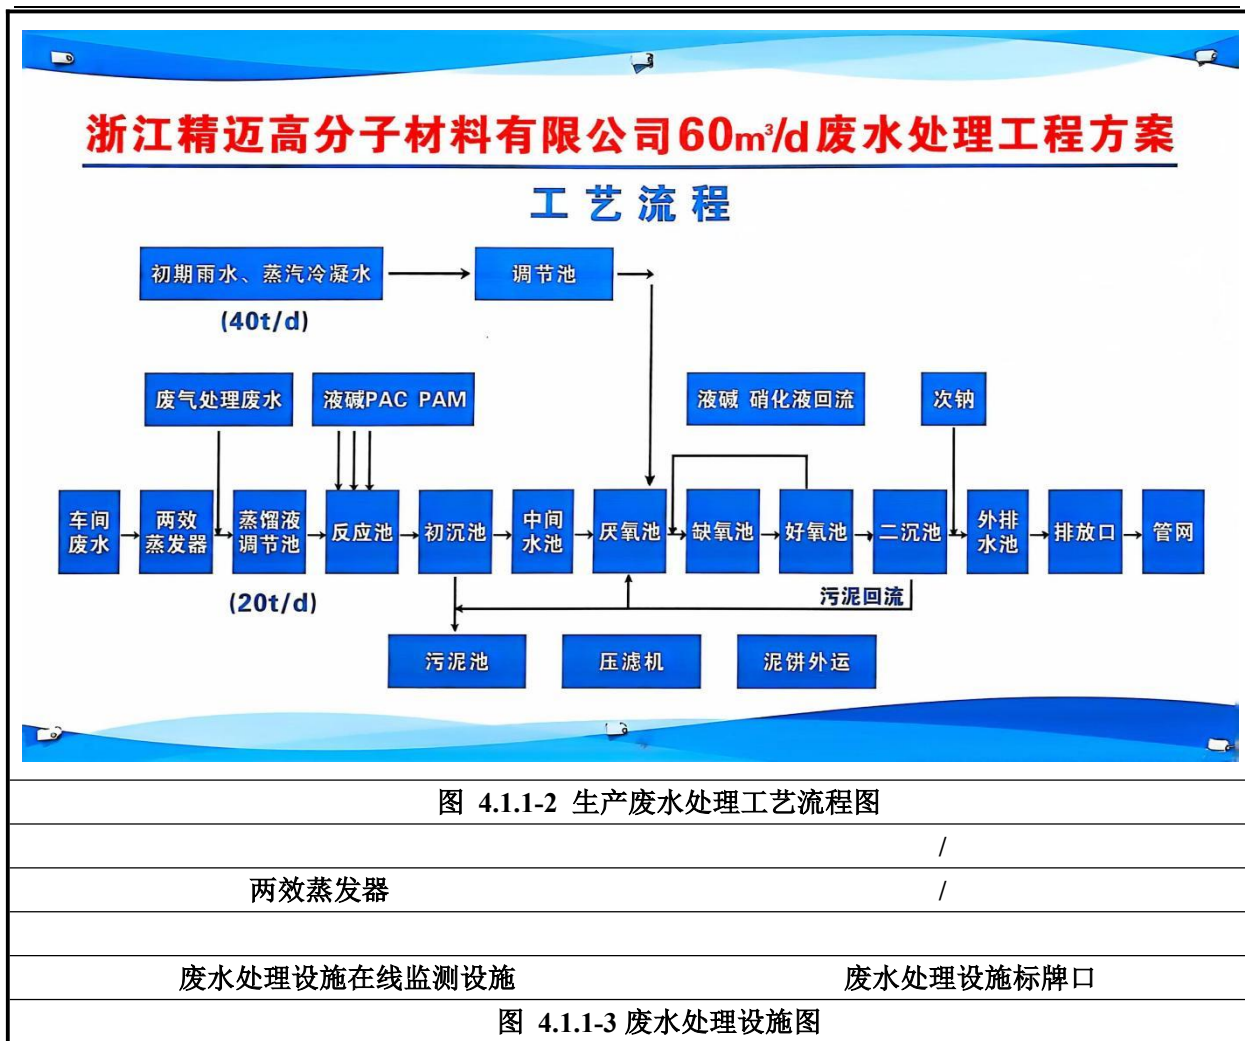 浙江精迈高分子材料有限公司60m³/d废水处理工程方案
工艺流程
初期雨水、蒸汽冷凝水
调节池
(40t/d)
废气处理废水
液碱PAC PAM
液碱 硝化液回流
次钠
车间
废水
两效
蒸发器
蒸馏液
调节池
反应池
初沉池
中间
水池
厌氧池
缺氧池
好氧池
二沉池
外排
水池
排放口
管网
(20t/d)
污泥回流
污泥池
压滤机
泥饼外运
图 4.1.1-2 生产废水处理工艺流程图
/
两效蒸发器
/
废水处理设施在线监测设施
废水处理设施标牌口
图 4.1.1-3 废水处理设施图